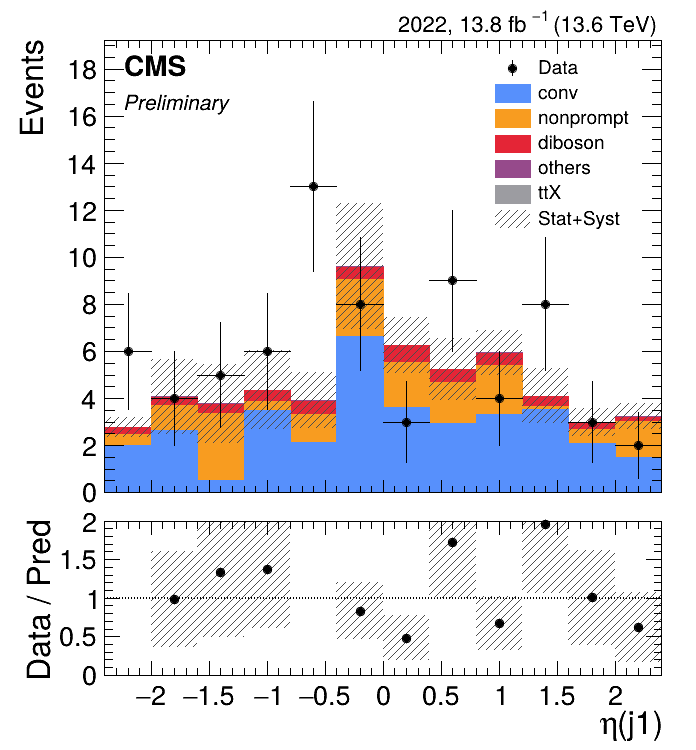 2022, 13.8 fb⁻¹ (13.6 TeV)
CMS
Preliminary
Events
18
16
14
12
10
8
6
4
2
0
Data
conv
nonprompt
diboson
others
ttX
Stat+Syst
Data / Pred
2
1.5
1
0.5
0
−2 −1.5 −1 −0.5 0 0.5 1 1.5 2
η(j1)